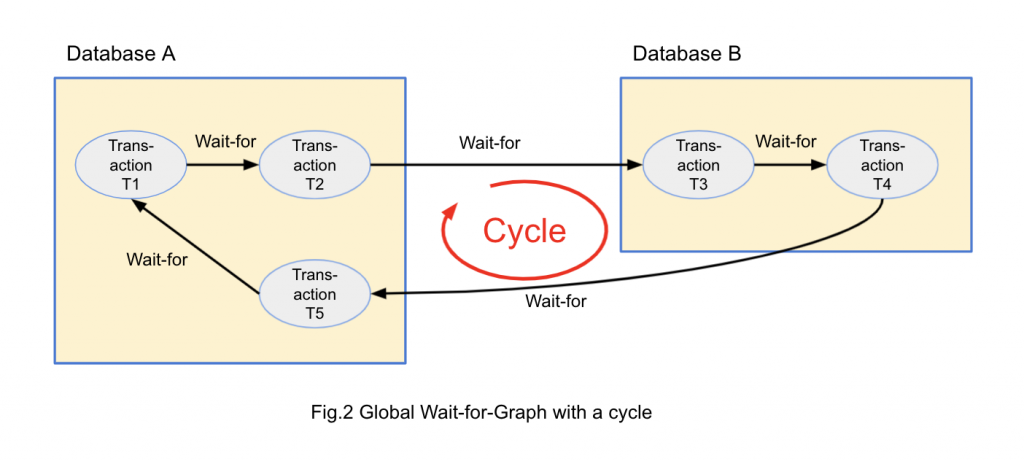 Database A
Database B
Wait-for
Wait-for
Wait-for
Trans-
action
T1
Trans-
action
T2
Trans-
action
T3
Trans-
action
T4
Cycle
Wait-for
Trans-
action
T5
Wait-for
Fig.2 Global Wait-for-Graph with a cycle